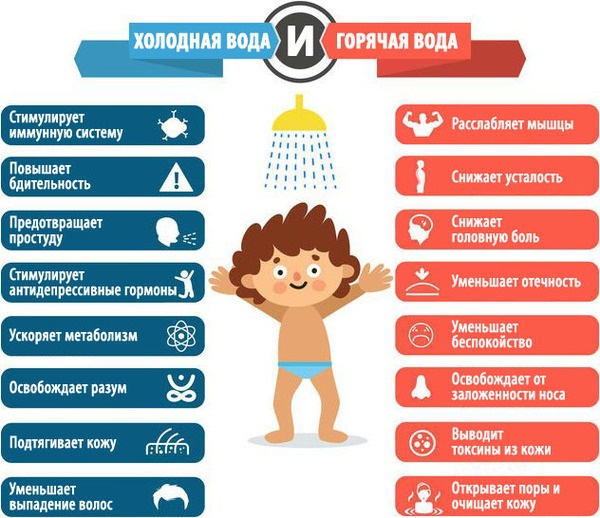 ХОЛОДНАЯ ВОДА И ГОРЯЧАЯ ВОДА
Стимулирует
иммунную систему
Повышает
бдительность
Предотвращает
простуду
Стимулирует
антидепрессивные гормоны
Ускоряет метаболизм
Освобождает разум
Подтягивает кожу
Уменьшает
выпадение волос
Расслабляет мышцы
Снижает усталость
Снижает
головную боль
Уменьшает отечность
Уменьшает
беспокойство
Освобождает от
заложенности носа
Выводит
токсины из кожи
Открывает поры и
очищает кожу